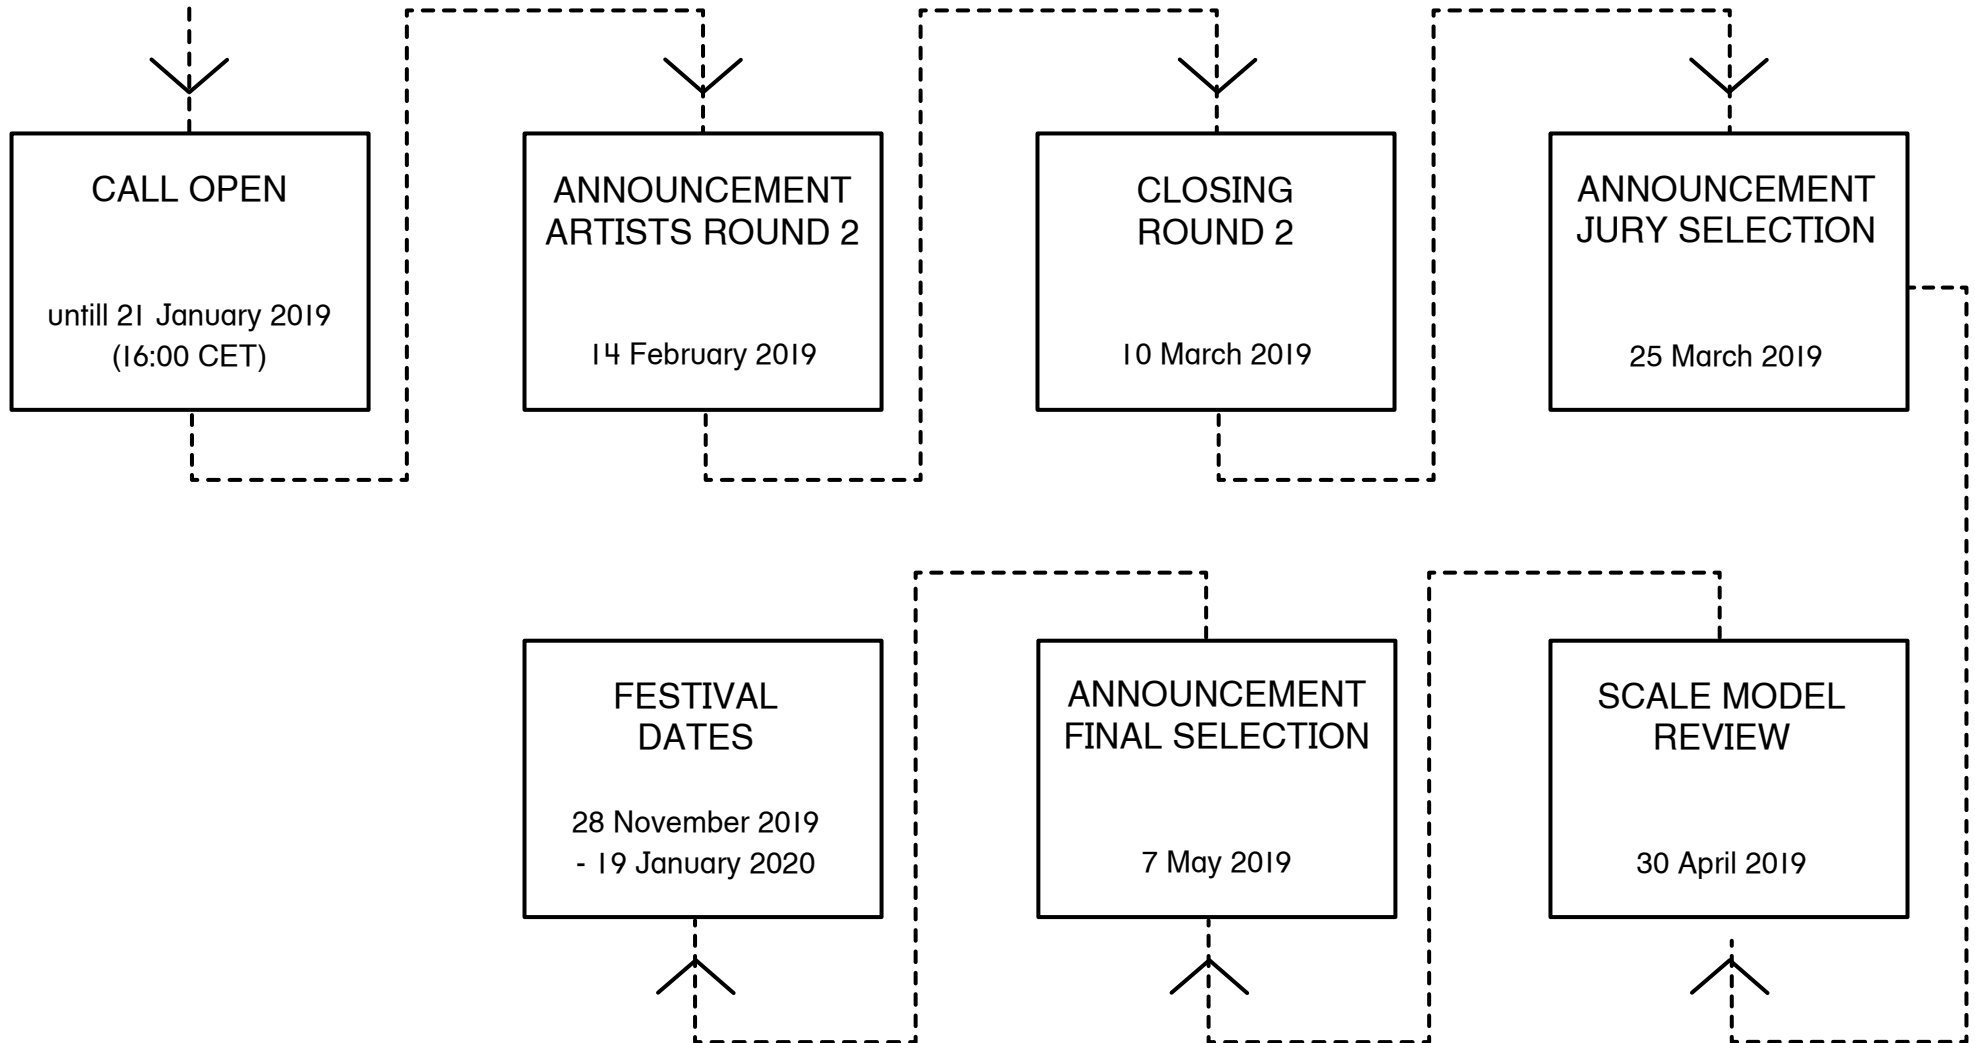 CALL OPEN
untill 21 January 2019
(16:00 CET)
ANNOUNCEMENT
ARTISTS ROUND 2
14 February 2019
CLOSING
ROUND 2
10 March 2019
ANNOUNCEMENT
JURY SELECTION
25 March 2019
SCALE MODEL
REVIEW
30 April 2019
ANNOUNCEMENT
FINAL SELECTION
7 May 2019
FESTIVAL
DATES
28 November 2019
- 19 January 2020